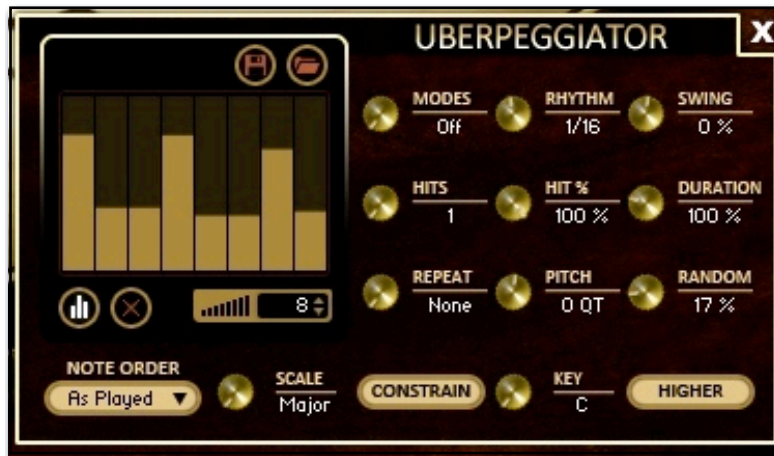 UBERPEGGIATOR
X
MODES RHYTHM SWING
Off 1/16 0 %
HITS HIT % DURATION
1 100 % 100 %
REPEAT PITCH RANDOM
None 0 QT 17 %
8
NOTE ORDER
As Played
SCALE
Major
CONSTRAIN
KEY
C
HIGHER